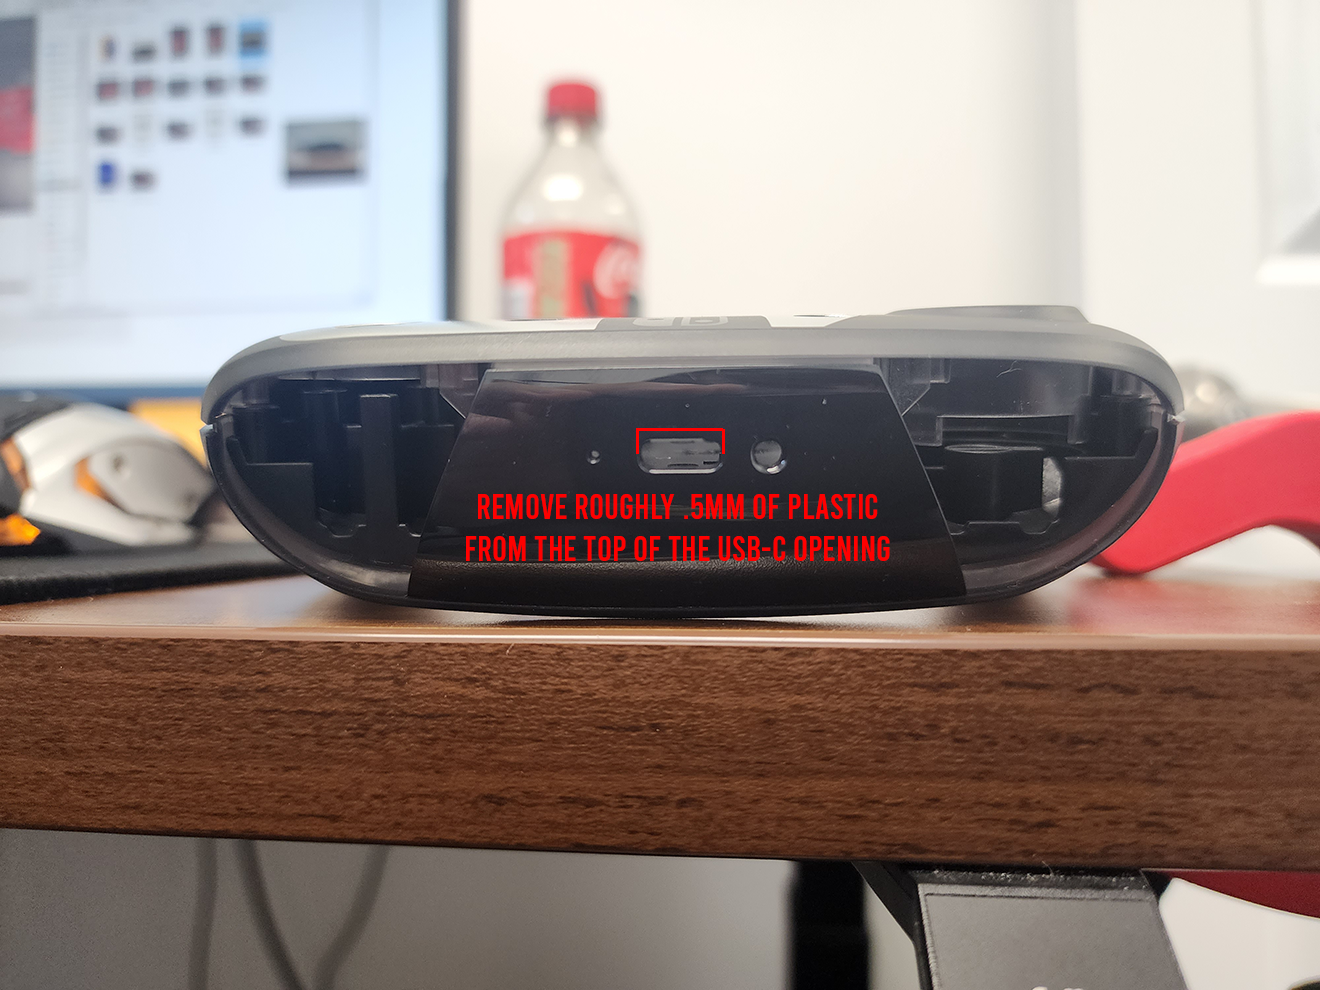 REMOVE ROUGHLY .5MM OF PLASTIC
FROM THE TOP OF THE USB-C OPENING